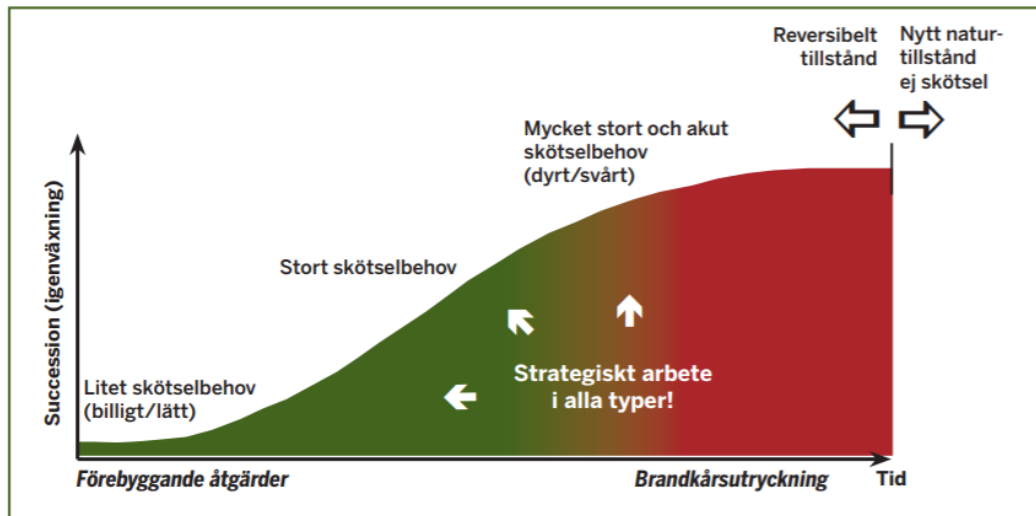 Reversibelt
tillstånd
Nytt natur-
tillstånd
ej skötsel
Mycket stort och akut
skötselbehov
(dyrt/svårt)
Stort skötselbehov
Litet skötselbehov
(billigt/lätt)
Strategiskt arbete
i alla typer!
Succession (igenväxning)
Förebyggande åtgärder
Brandkårsutryckning
Tid